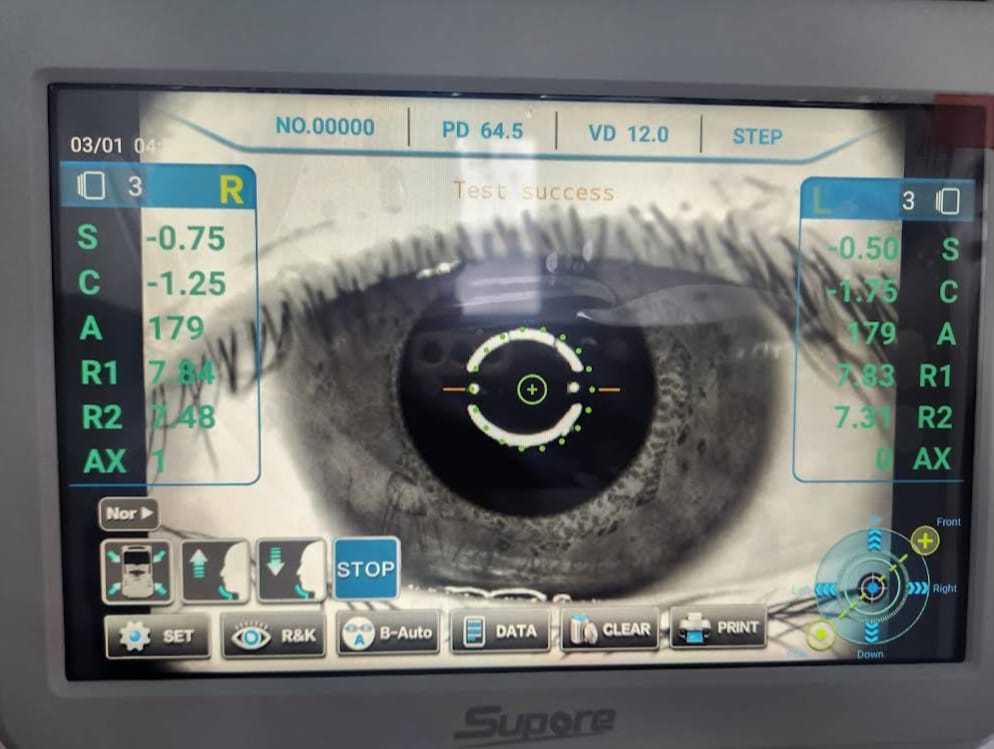 NO.00000 PD 64.5 VD 12.0 STEP
03/01 04:
3 R
Test success
L 3
S -0.75
C -1.25
A 179
R1 7.84
R2 7.48
AX 1
-0.50 S
-1.75 C
179 A
7.83 R1
7.31 R2
0 AX
Nor
STOP
Front
Left
Right
Down
SET
R&K
B-Auto
A
DATA
CLEAR
PRINT
Supore